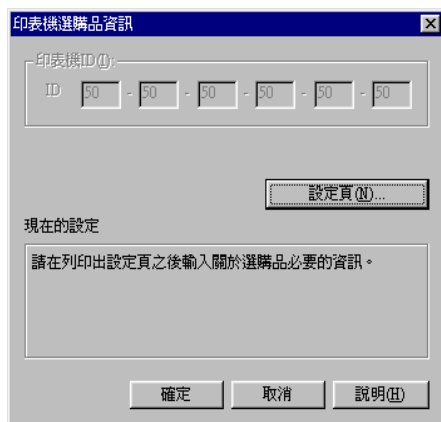 印表機選購品資訊
印表機ID(I):
ID 50 - 50 - 50 - 50 - 50 - 50
設定頁(N)...
現在的設定
請在列印出設定頁之後輸入關於選購品必要的資訊。
確定 取消 說明(H)